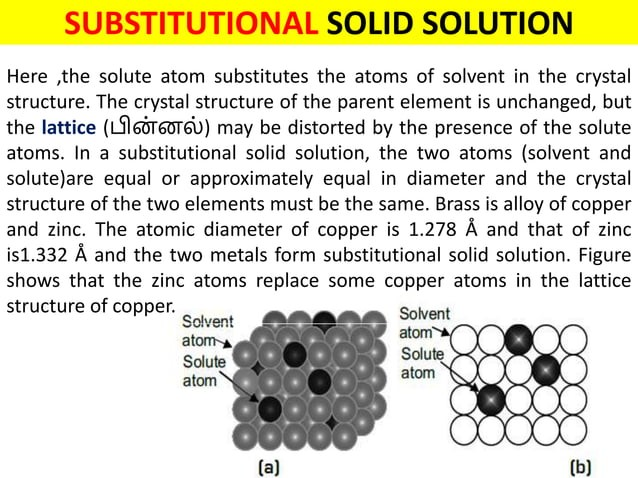 SUBSTITUTIONAL SOLID SOLUTION
Here ,the solute atom substitutes the atoms of solvent in the crystal
structure. The crystal structure of the parent element is unchanged, but
the lattice (பின்னல்) may be distorted by the presence of the solute
atoms. In a substitutional solid solution, the two atoms (solvent and
solute)are equal or approximately equal in diameter and the crystal
structure of the two elements must be the same. Brass is alloy of copper
and zinc. The atomic diameter of copper is 1.278 Å and that of zinc
is1.332 Å and the two metals form substitutional solid solution. Figure
shows that the zinc atoms replace some copper atoms in the lattice
structure of copper.
Solvent
atom
Solute
atom
(a)
Solvent
atom
Solute
atom
(b)